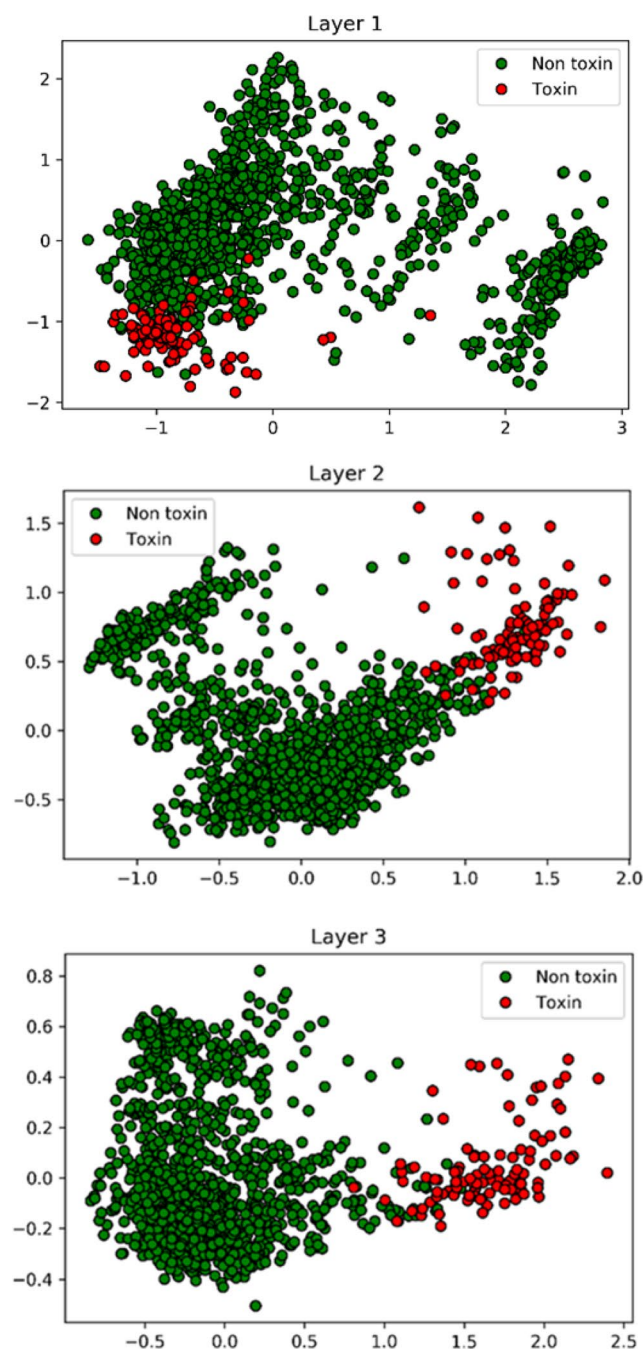 Layer 1
Non toxin
Toxin
2
1
0
−1
−2
−1 0 1 2 3
Layer 2
Non toxin
Toxin
1.5
1.0
0.5
0.0
−0.5
−1.0 −0.5 0.0 0.5 1.0 1.5 2.0
Layer 3
Non toxin
Toxin
0.8
0.6
0.4
0.2
0.0
−0.2
−0.4
−0.5 0.0 0.5 1.0 1.5 2.0 2.5